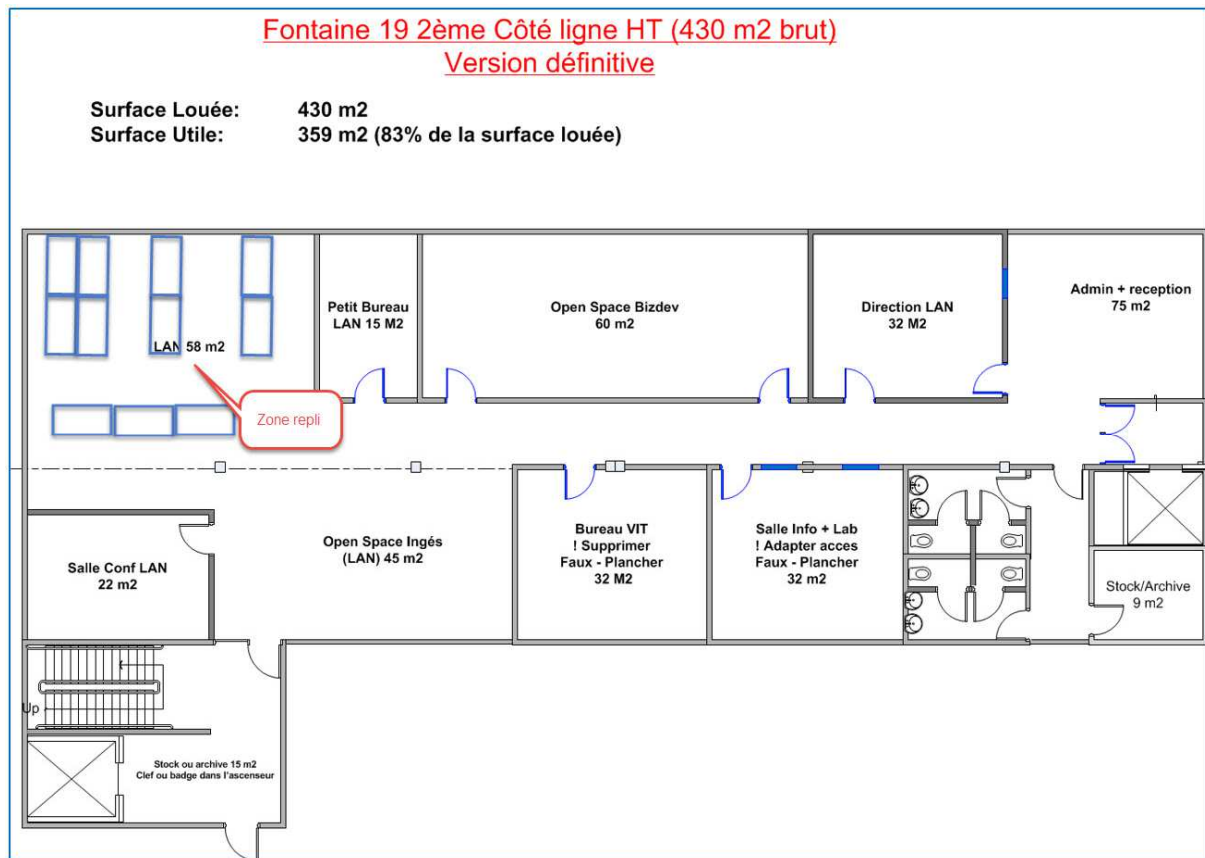 Fontaine 19 2ème Côté ligne HT (430 m2 brut)
Version définitive
Surface Louée: 430 m2
Surface Utile: 359 m2 (83% de la surface louée)
LAN 58 m2
Zone repli
Petit Bureau
LAN 15 M2
Open Space Bizdev
60 m2
Direction LAN
32 M2
Admin + reception
75 m2
Salle Conf LAN
22 m2
Open Space Ingés
(LAN) 45 m2
Bureau VIT
! Supprimer
Faux - Plancher
32 M2
Salle Info + Lab
! Adapter acces
Faux - Plancher
32 m2
Stock/Archive
9 m2
Up
Stock ou archive 15 m2
Clef ou badge dans l'ascenseur